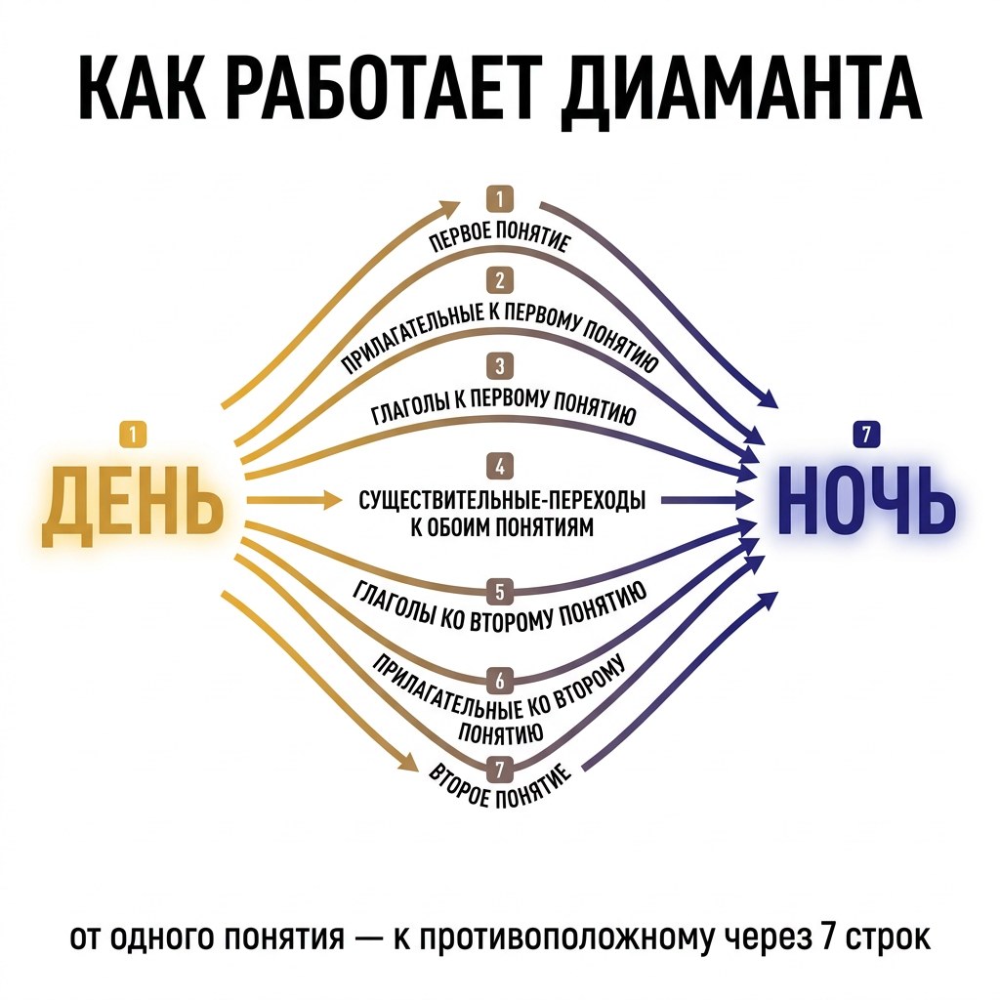 КАК РАБОТАЕТ ДИАМАНТА
1
ПЕРВОЕ ПОНЯТИЕ
2
ПРИЛАГАТЕЛЬНЫЕ К ПЕРВОМУ ПОНЯТИЮ
3
ГЛАГОЛЫ К ПЕРВОМУ ПОНЯТИЮ
1
ДЕНЬ
4
СУЩЕСТВИТЕЛЬНЫЕ-ПЕРЕХОДЫ
К ОБОИМ ПОНЯТИЯМ
7
НОЧЬ
5
ГЛАГОЛЫ КО ВТОРОМУ ПОНЯТИЮ
6
ПРИЛАГАТЕЛЬНЫЕ КО ВТОРОМУ
ПОНЯТИЮ
7
ВТОРОЕ ПОНЯТИЕ
от одного понятия — к противоположному через 7 строк